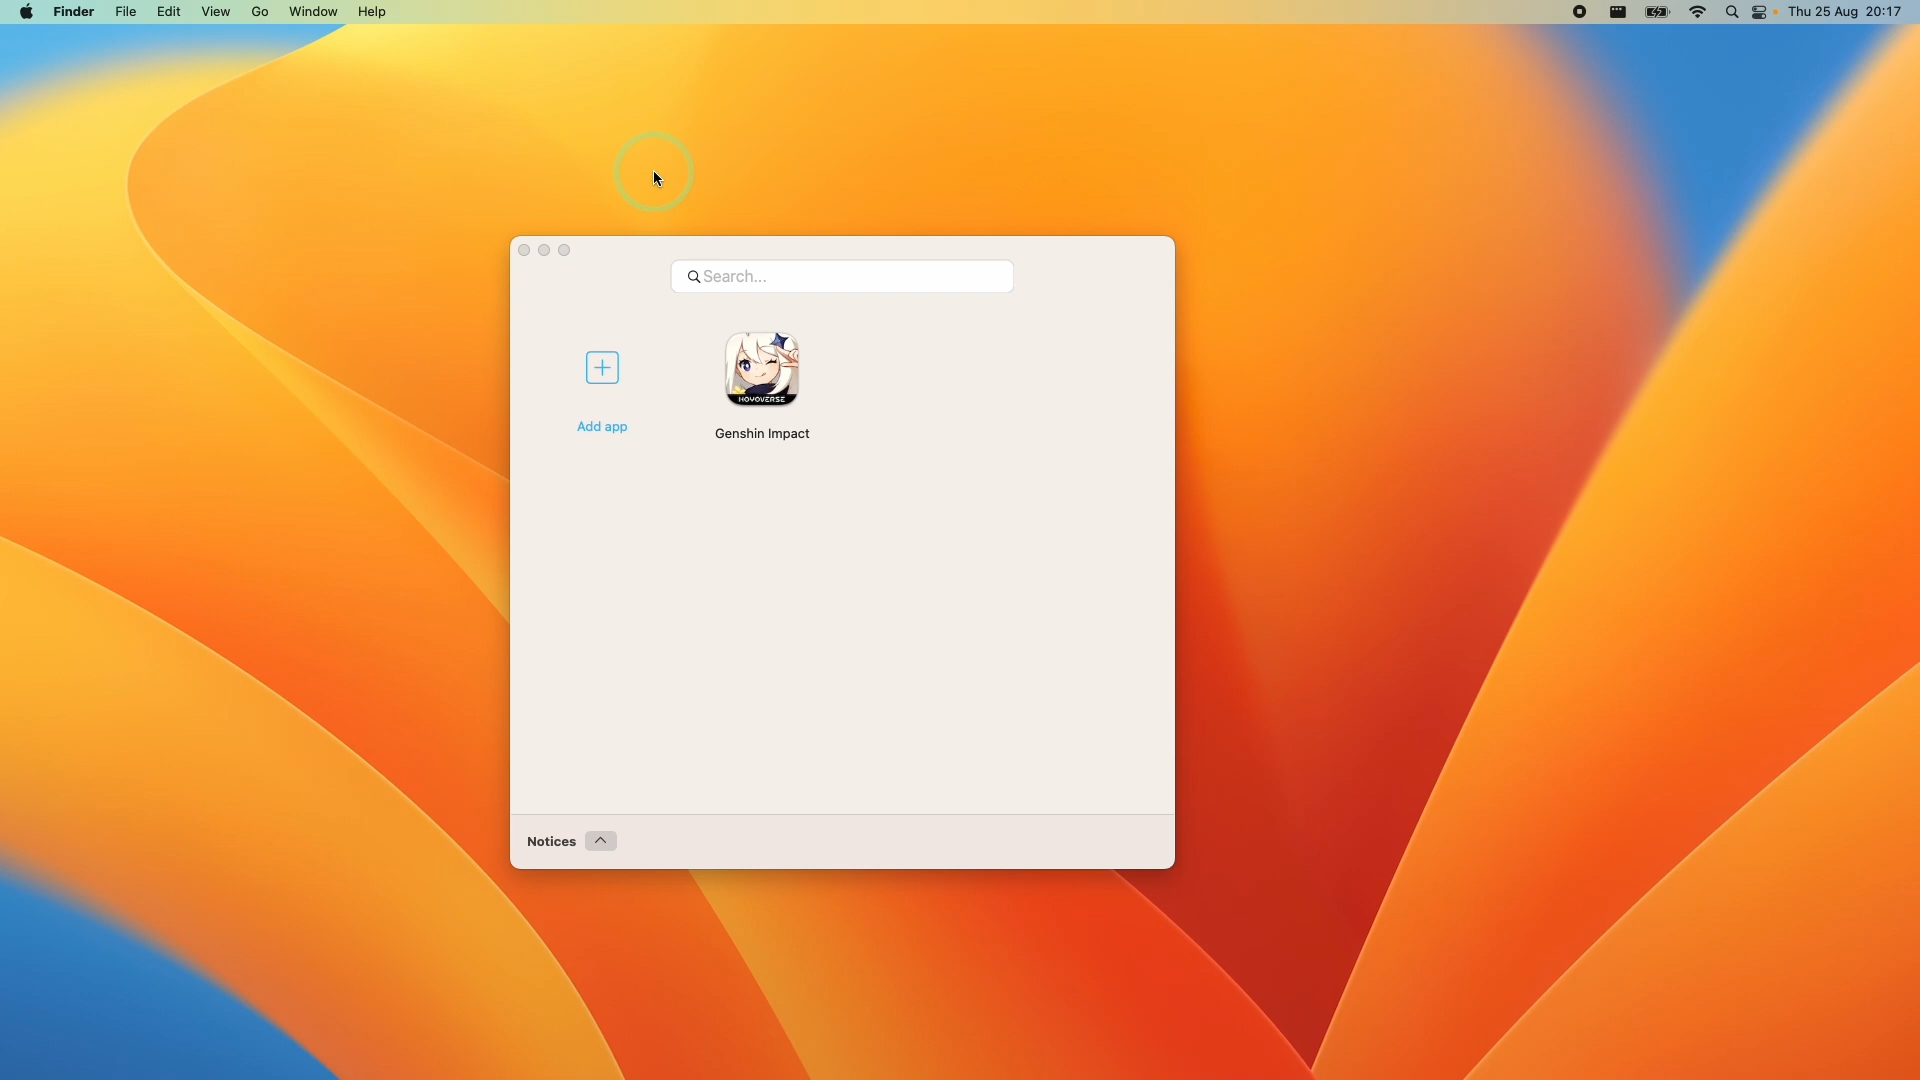 Finder File Edit View Go Window Help Thu 25 Aug 20:17
Search...
HOYOVERSE
Add app
Genshin Impact
Notices